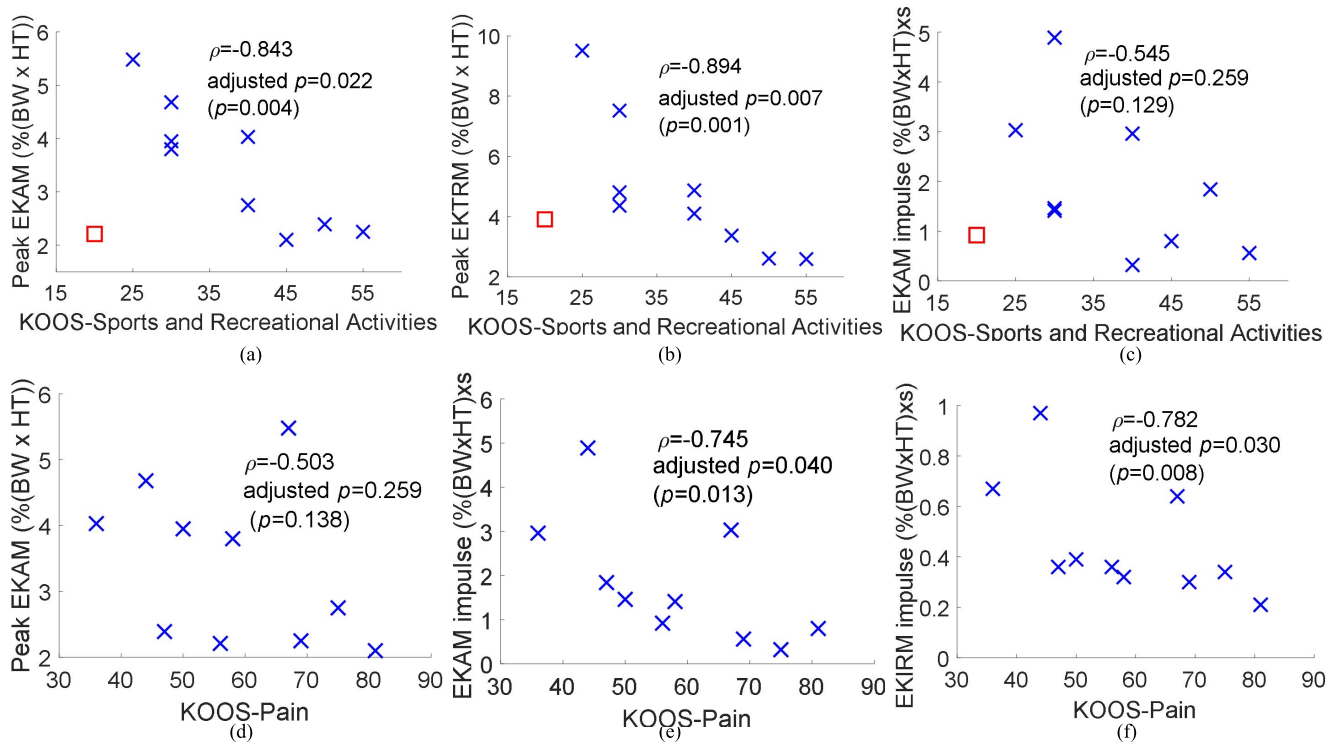 Peak EKAM (%(BW x HT))
6
5
4
3
2
ρ=-0.843
adjusted p=0.022
(p=0.004)
15 25 35 45 55
KOOS-Sports and Recreational Activities
(a)
Peak EKTRM (%(BW x HT))
10
8
6
4
2
ρ=-0.894
adjusted p=0.007
(p=0.001)
15 25 35 45 55
KOOS-Sports and Recreational Activities
(b)
EKAM impulse (%(BWxHT)xs
5
4
3
2
1
0
ρ=-0.545
adjusted p=0.259
(p=0.129)
15 25 35 45 55
KOOS-Sports and Recreational Activities
(c)
Peak EKAM (%(BW x HT))
6
5
4
3
2
ρ=-0.503
adjusted p=0.259
(p=0.138)
30 40 50 60 70 80 90
KOOS-Pain
(d)
EKAM impulse (%(BWxHT)xs
6
5
4
3
2
1
0
ρ=-0.745
adjusted p=0.040
(p=0.013)
30 40 50 60 70 80 90
KOOS-Pain
(e)
EKIRM impulse (%(BWxHT)xs)
1
0.8
0.6
0.4
0.2
0
ρ=-0.782
adjusted p=0.030
(p=0.008)
30 40 50 60 70 80 90
KOOS-Pain
(f)